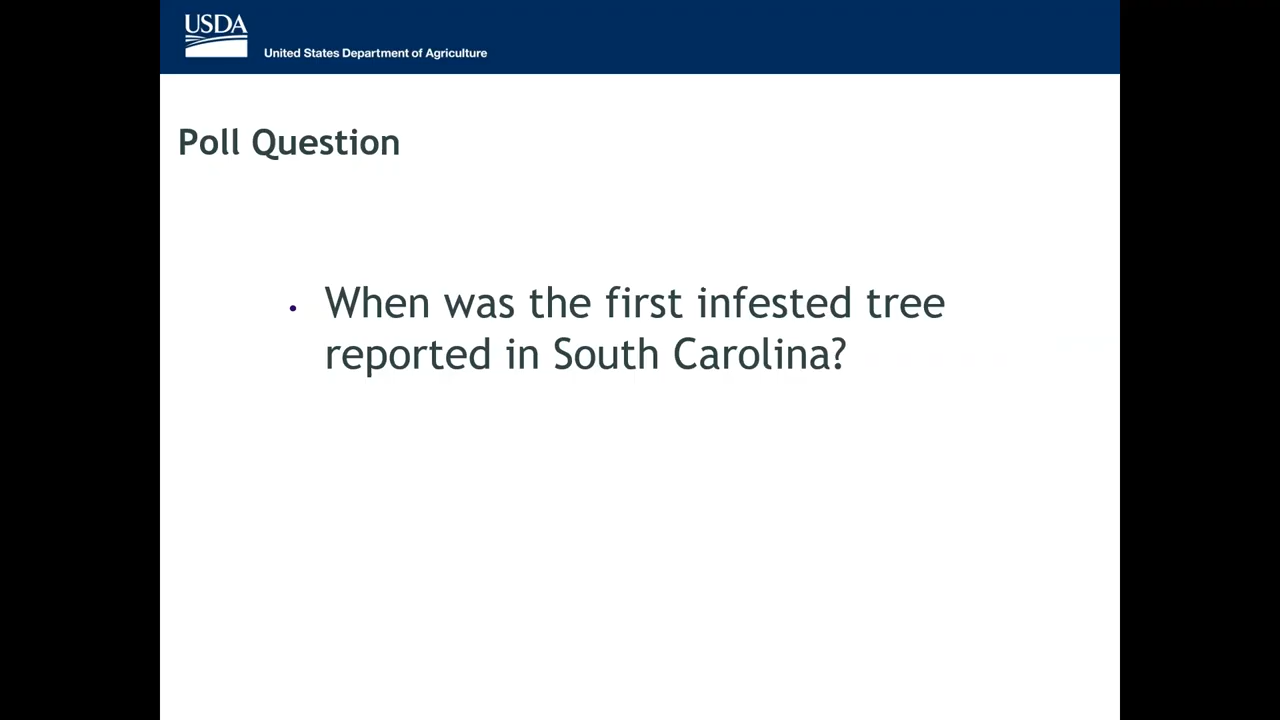 USDA
United States Department of Agriculture
Poll Question
• When was the first infested tree
reported in South Carolina?